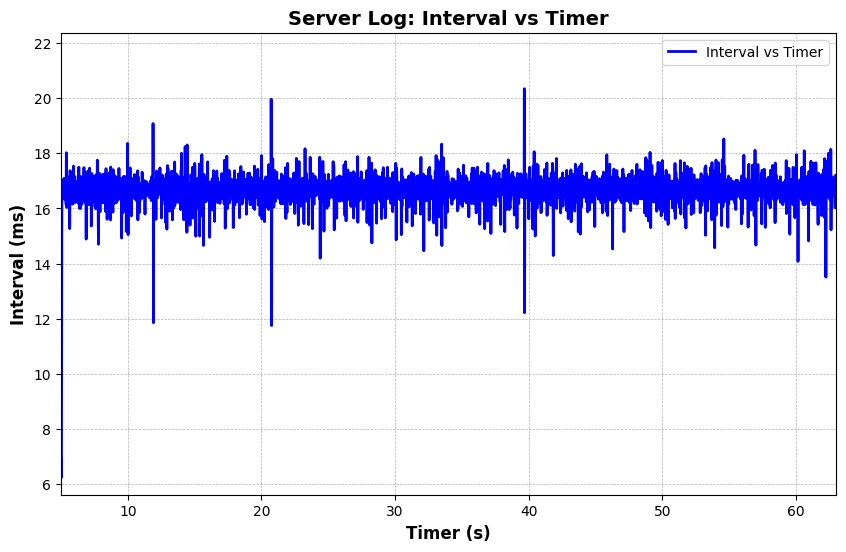 Server Log: Interval vs Timer
Interval vs Timer
22
20
18
16
14
12
10
8
6
Interval (ms)
10 20 30 40 50 60
Timer (s)